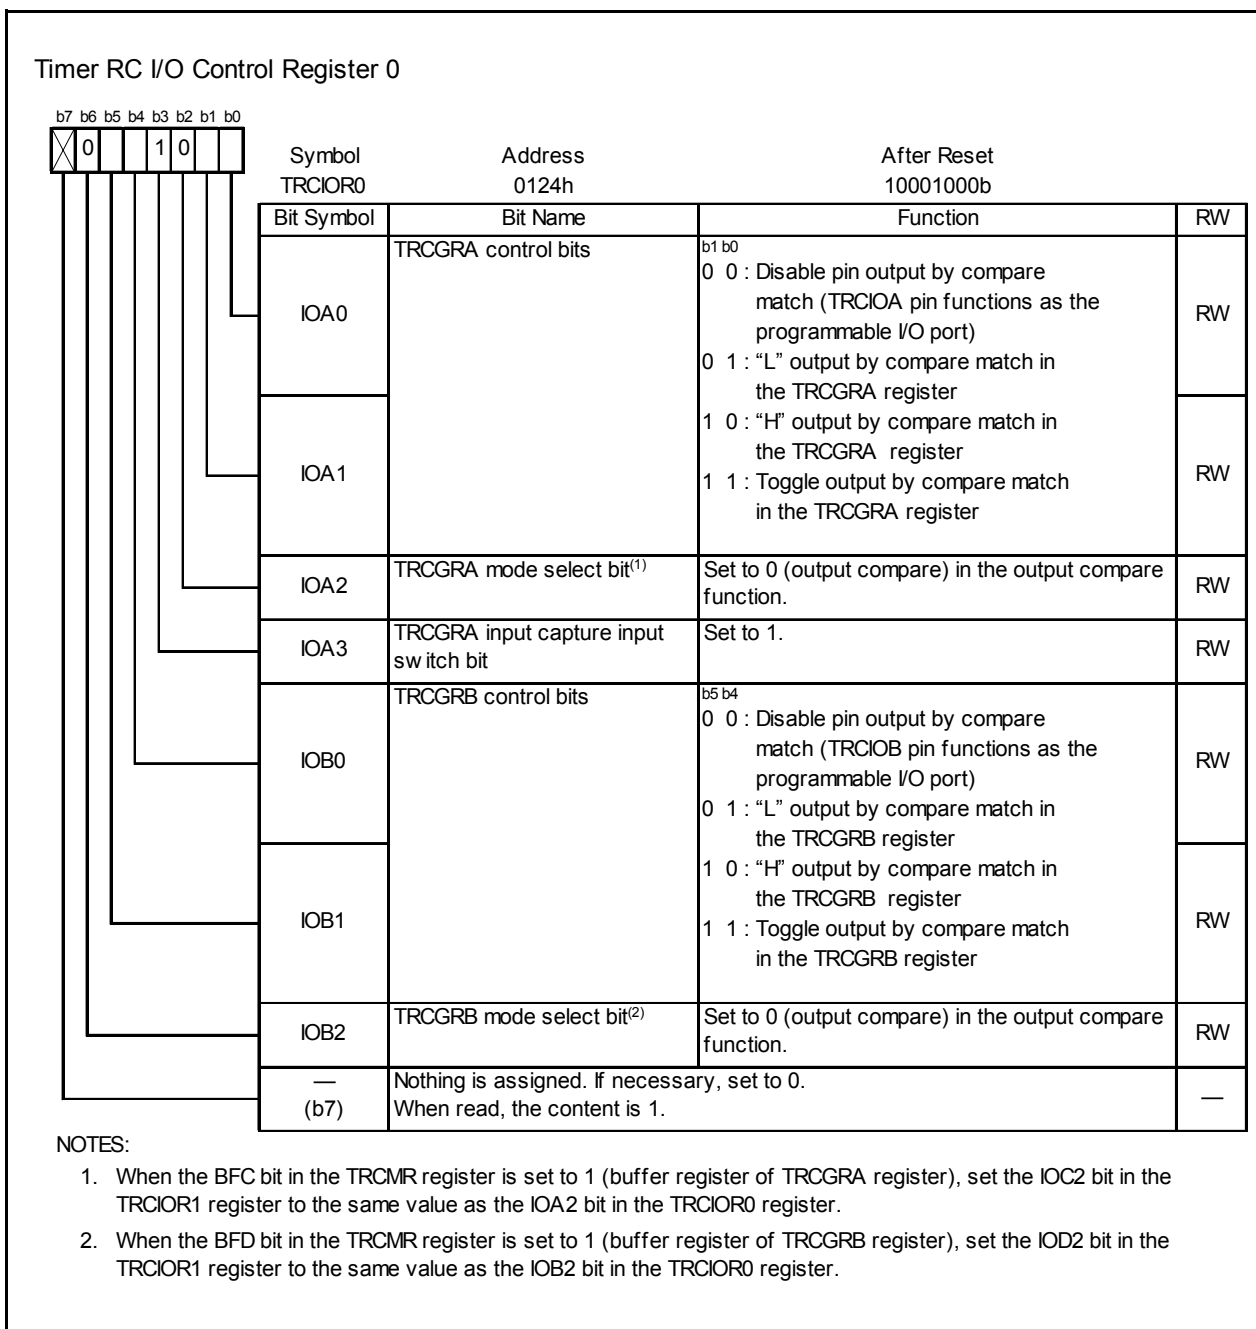 Timer RC I/O Control Register 0
b7 b6 b5 b4 b3 b2 b1 b0
0 1 0
Symbol Address After Reset
TRCIOR0 0124h 10001000b
Bit Symbol Bit Name Function RW
IOA0 TRCGRA control bits b1 b0
0 0 : Disable pin output by compare
match (TRCIOA pin functions as the
programmable I/O port)
0 1 : “L” output by compare match in
the TRCGRA register
RW
IOA1 1 0 : “H” output by compare match in
the TRCGRA register
1 1 : Toggle output by compare match
in the TRCGRA register
RW
IOA2 TRCGRA mode select bit(1) Set to 0 (output compare) in the output compare
function.
RW
IOA3 TRCGRA input capture input
switch bit
Set to 1.
RW
IOB0 TRCGRB control bits b5 b4
0 0 : Disable pin output by compare
match (TRCIOB pin functions as the
programmable I/O port)
0 1 : “L” output by compare match in
the TRCGRB register
RW
IOB1 1 0 : “H” output by compare match in
the TRCGRB register
1 1 : Toggle output by compare match
in the TRCGRB register
RW
IOB2 TRCGRB mode select bit(2) Set to 0 (output compare) in the output compare
function.
RW
—
(b7)
Nothing is assigned. If necessary, set to 0.
When read, the content is 1.
—
NOTES:
1. When the BFC bit in the TRCMR register is set to 1 (buffer register of TRCGRA register), set the IOC2 bit in the
TRCIOR1 register to the same value as the IOA2 bit in the TRCIOR0 register.
2. When the BFD bit in the TRCMR register is set to 1 (buffer register of TRCGRB register), set the IOD2 bit in the
TRCIOR1 register to the same value as the IOB2 bit in the TRCIOR0 register.